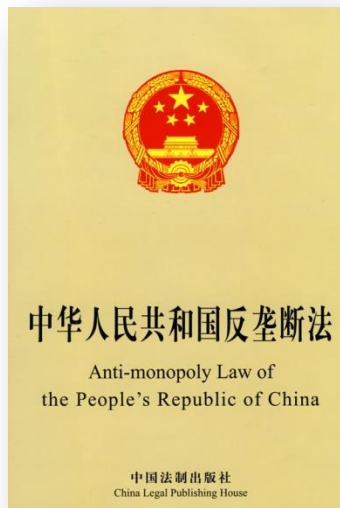 中华人民共和国反垄断法
Anti-monopoly Law of
the People's Republic of China
中国法制出版社
China Legal Publishing House